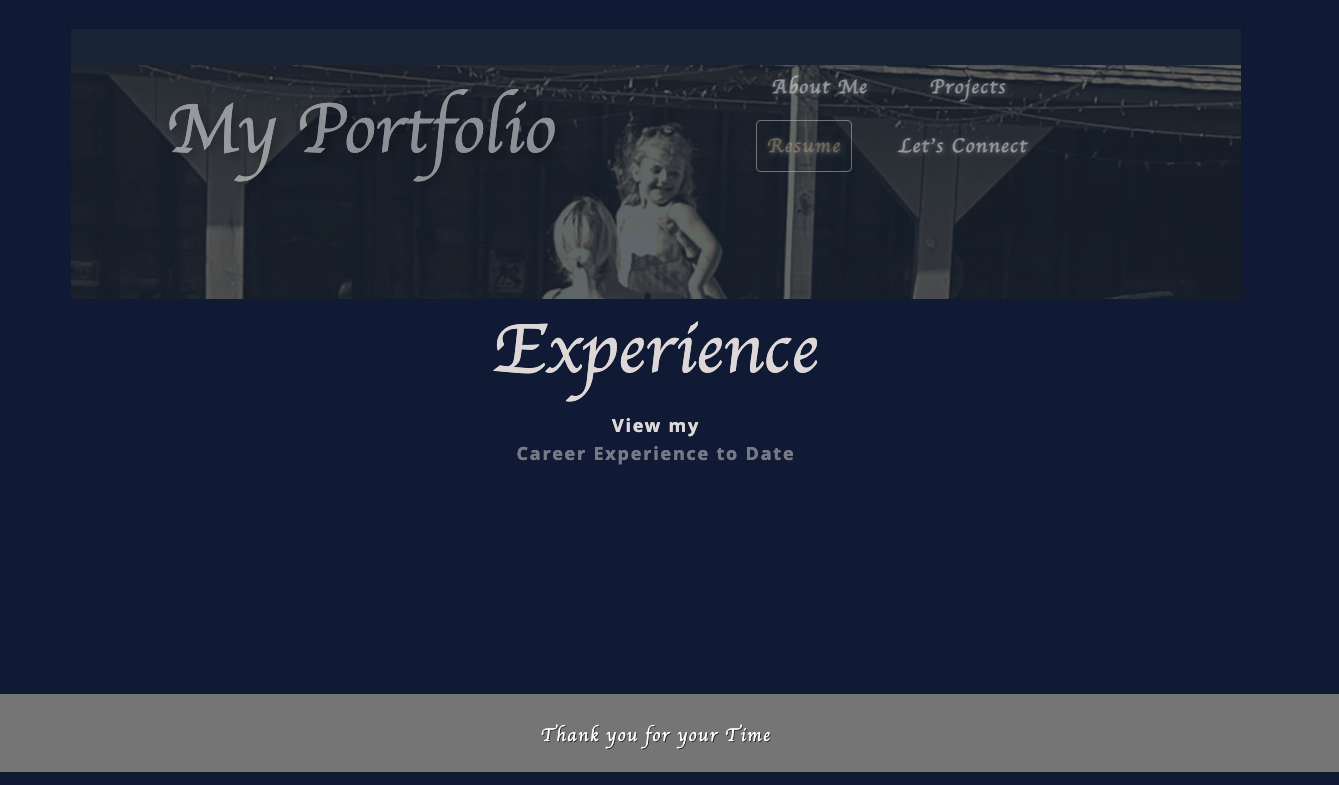 My Portfolio
About Me
Projects
Resume
Let's Connect
Experience
View my
Career Experience to Date
Thank you for your Time